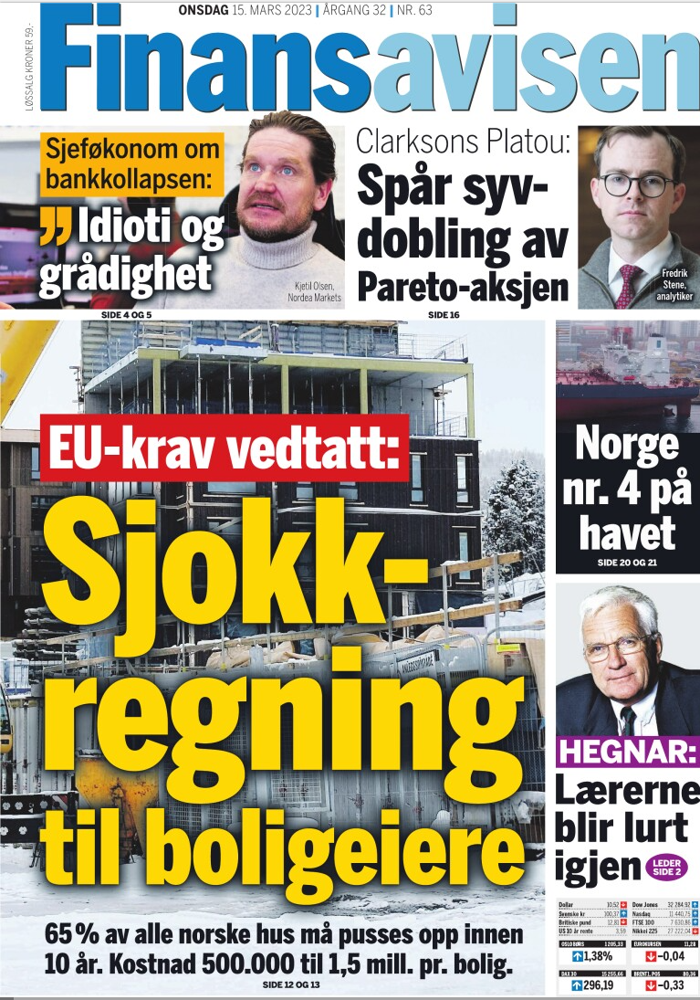 ONSDAG 15. MARS 2023 | ÅRGANG 32 | NR. 63
LØSSALG KRONER 59,-
Finansavisen
Sjeføkonom om
bankkollapsen:
"Idioti og
grådighet
Kjetil Olsen,
Nordea Markets
SIDE 4 OG 5
Clarksons Platou:
Spår syv-
dobling av
Pareto-aksjen
Fredrik
Stene,
analytiker
SIDE 16
EU-krav vedtatt:
Sjokk-
regning
til boligeiere
ANLEGGSOMRÅDE
65 % av alle norske hus må pusses opp innen
10 år. Kostnad 500.000 til 1,5 mill. pr. bolig.
SIDE 12 OG 13
Norge
nr. 4 på
havet
SIDE 20 OG 21
HEGNAR:
Lærerne
blir lurt
igjen
LEDER
SIDE 2
Dollar 10,52
Svenske kr 100,37
Britiske pund 12,81
US 10 år rente 3,59
Dow Jones 32 284,92
Nasdaq 11 440,75
FTSE 100 7 630,86
Nikkei 225 27 222,04
OSLO BØRS 1 205,33
1,38%
EUROKURSEN 11,28
−0,04
DAX 30 15 255,66
296,19
BRENT 1. POS 80,36
−0,33